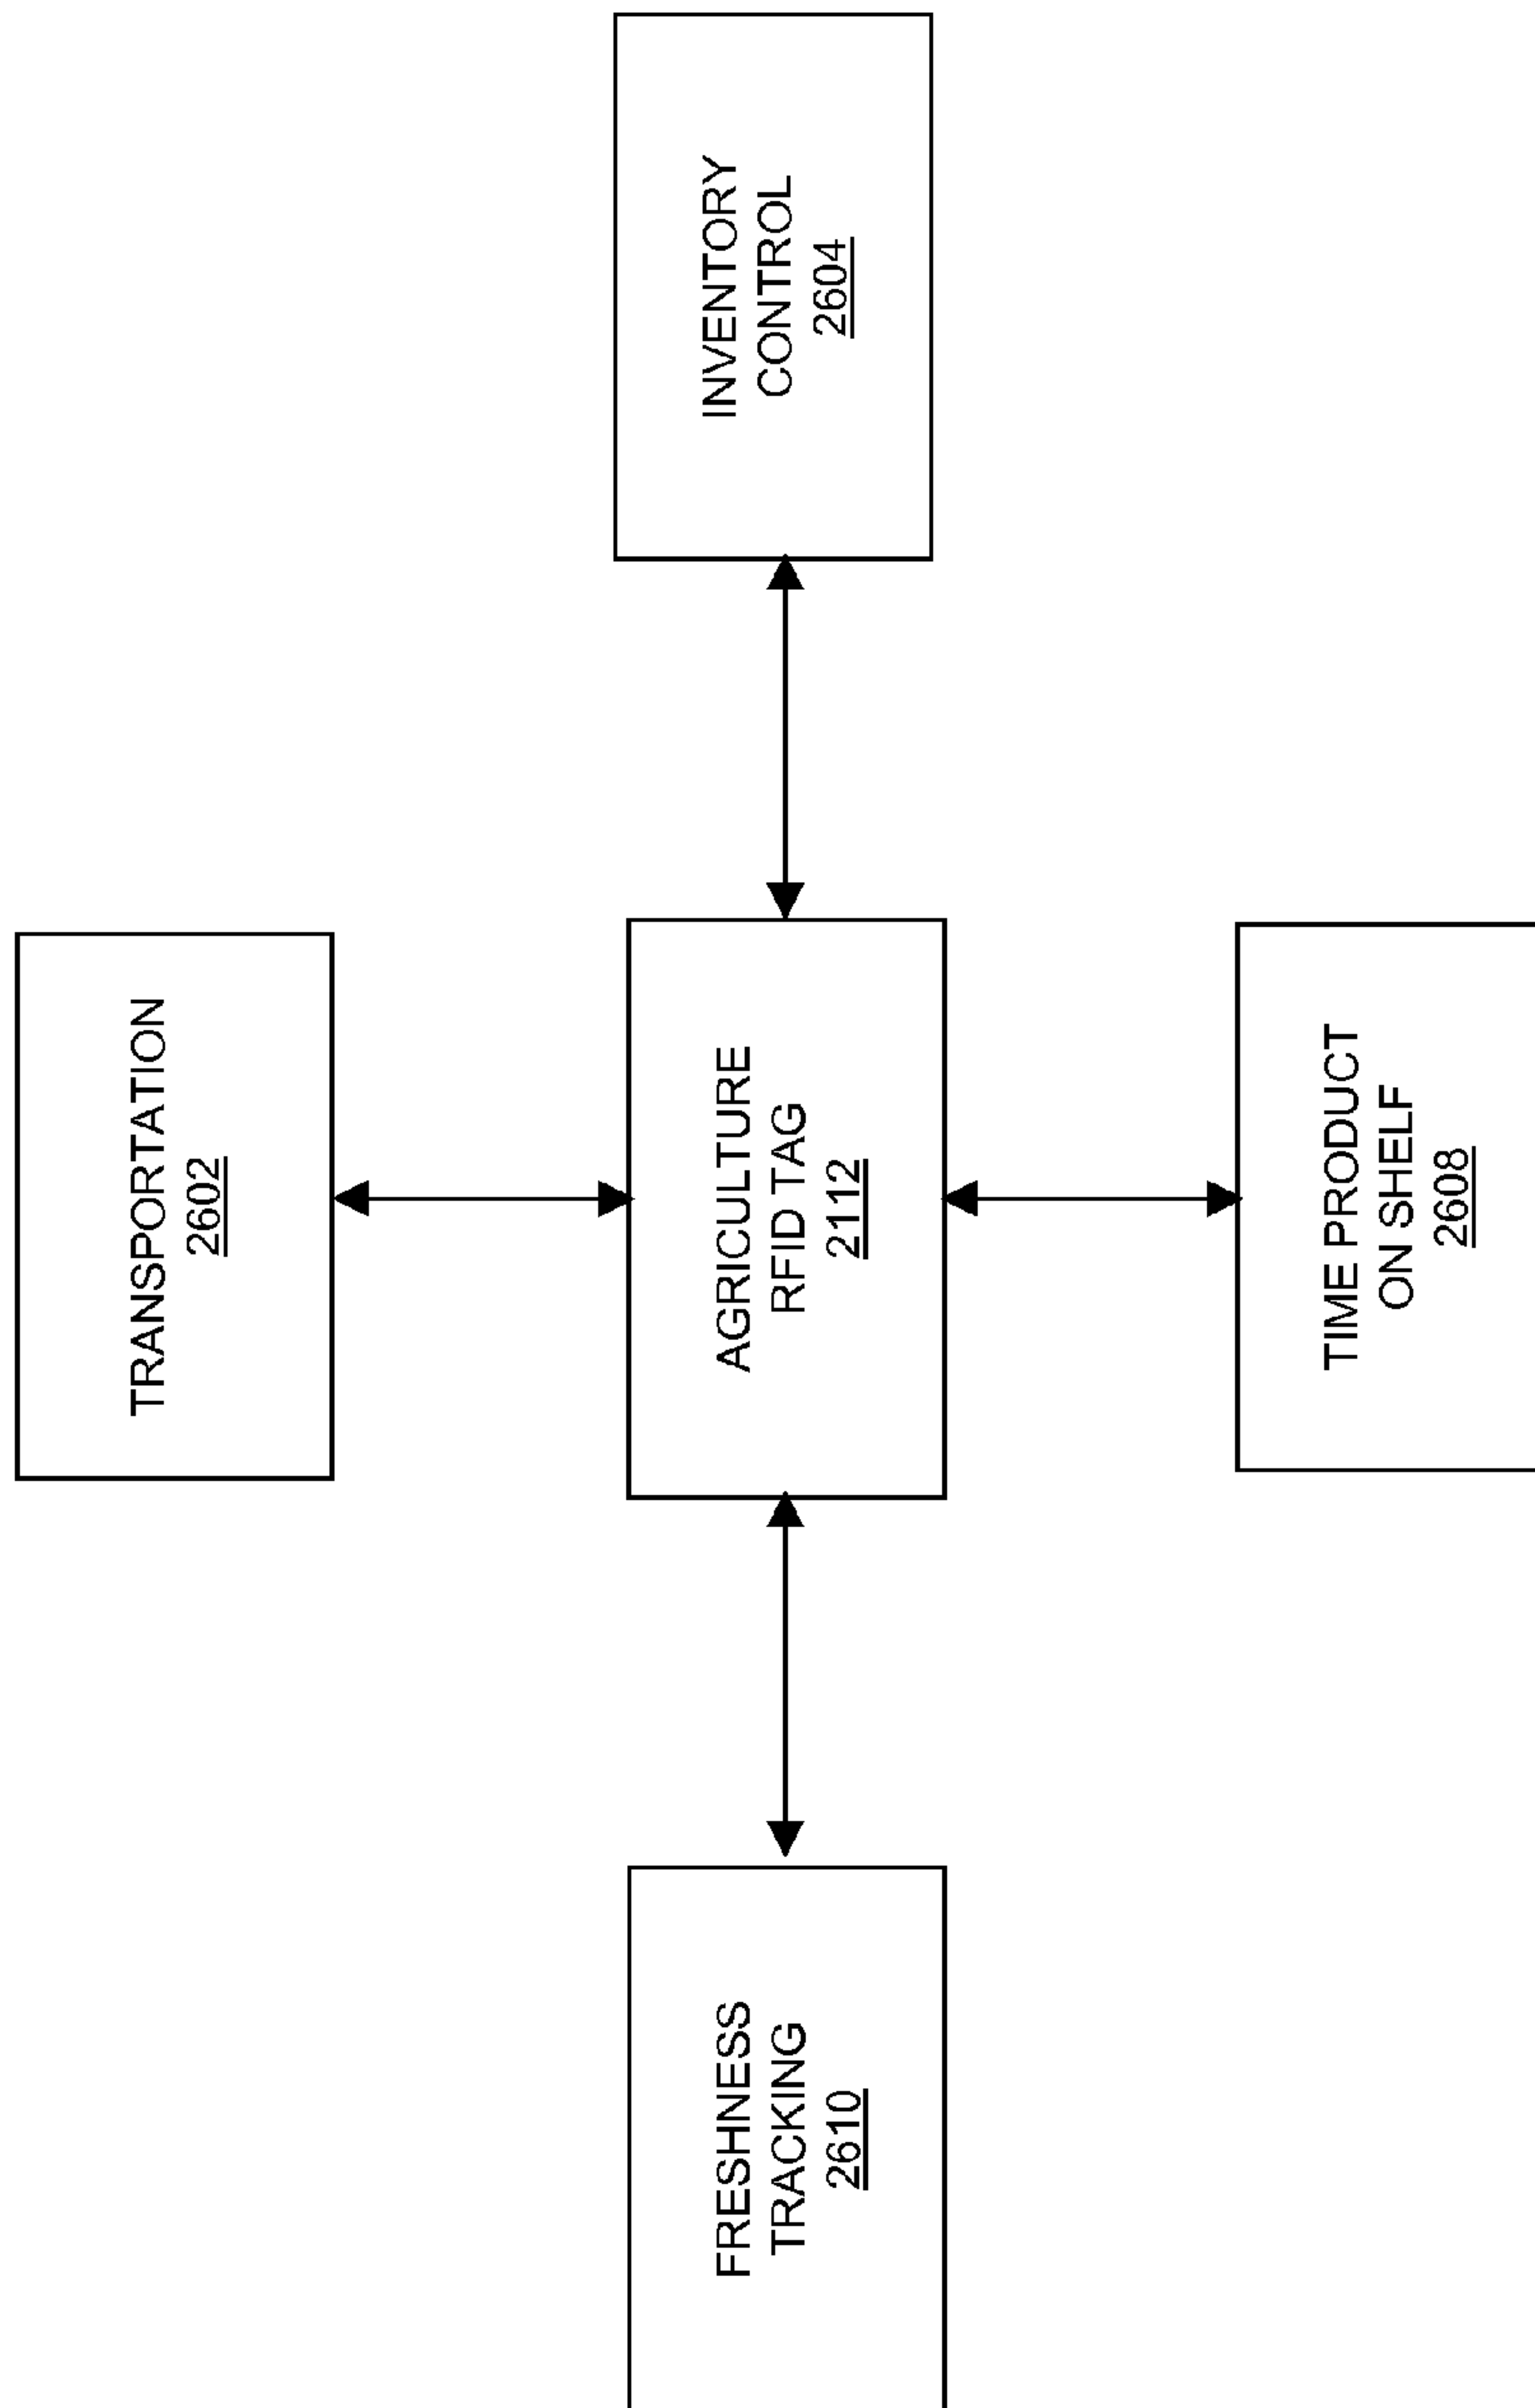 TRANSPORTATION
2602
FRESHNESS
TRACKING
2610
AGRICULTURE
RFID TAG
2112
INVENTORY
CONTROL
2604
TIME PRODUCT
ON SHELF
2608